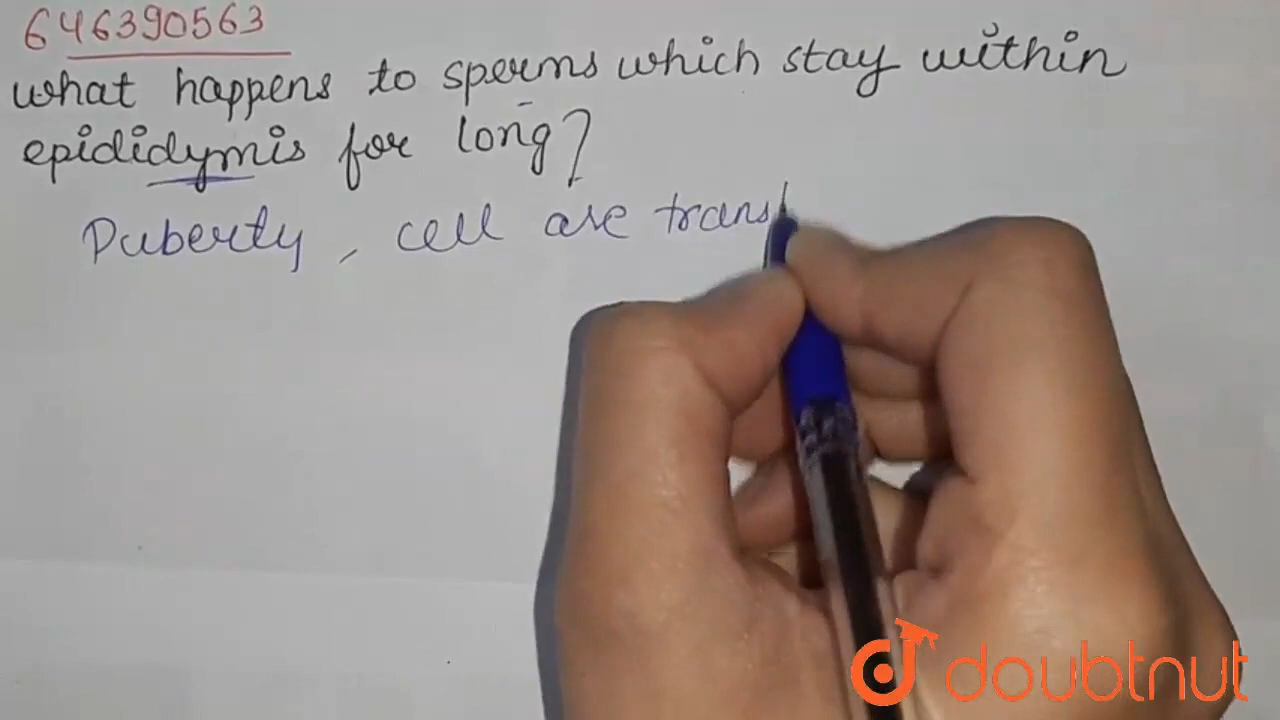 646390563
what happens to sperms which stay within
epididymis for long?
Puberty, cell are trans
doubtnut